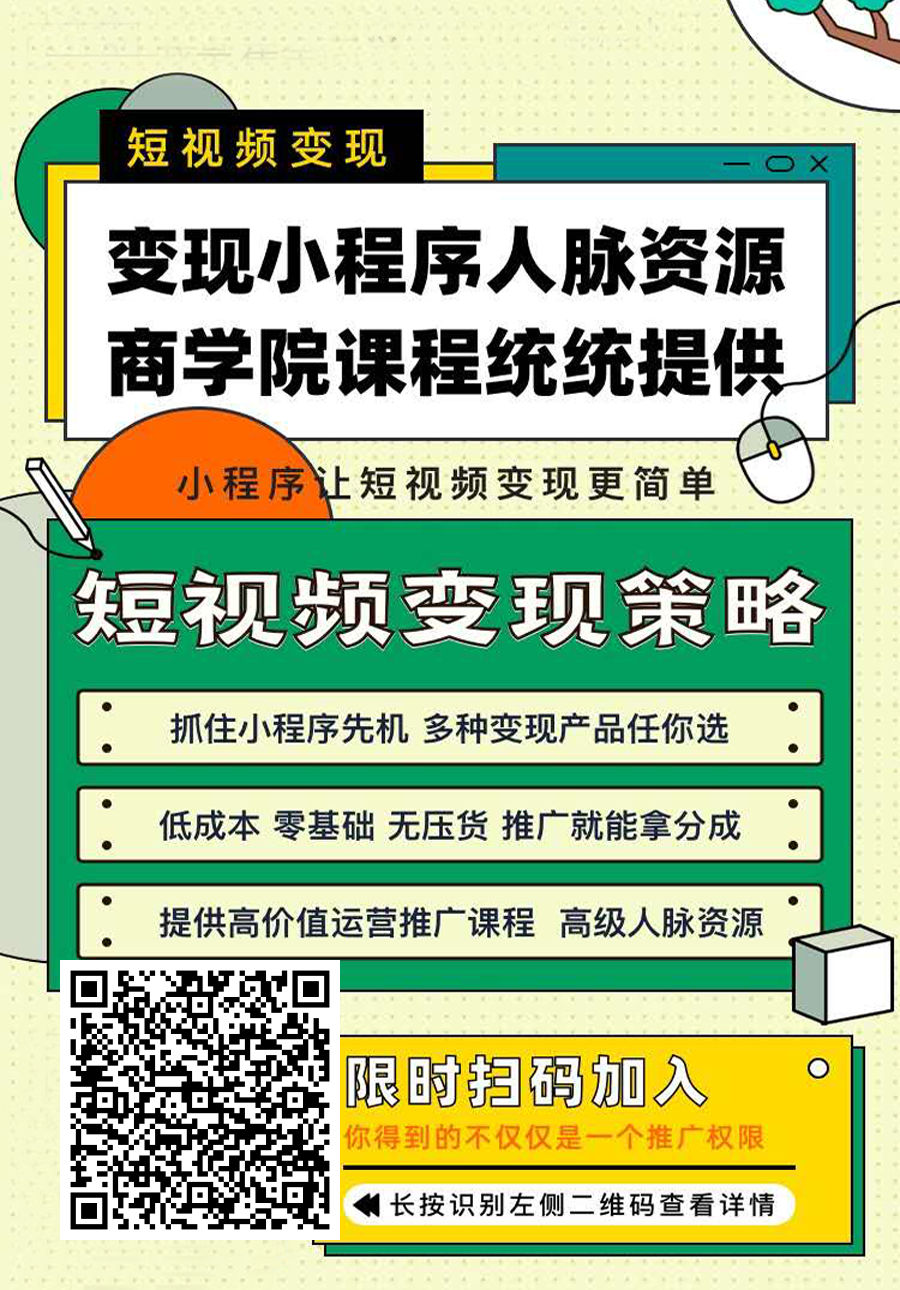 短视频变现
变现小程序人脉资源
商学院课程统统提供
小程序让短视频变现更简单
短视频变现策略
抓住小程序先机 多种变现产品任你选
低成本 零基础 无压货 推广就能拿分成
提供高价值运营推广课程 高级人脉资源
限时扫码加入
你得到的不仅仅是一个推广权限
长按识别左侧二维码查看详情